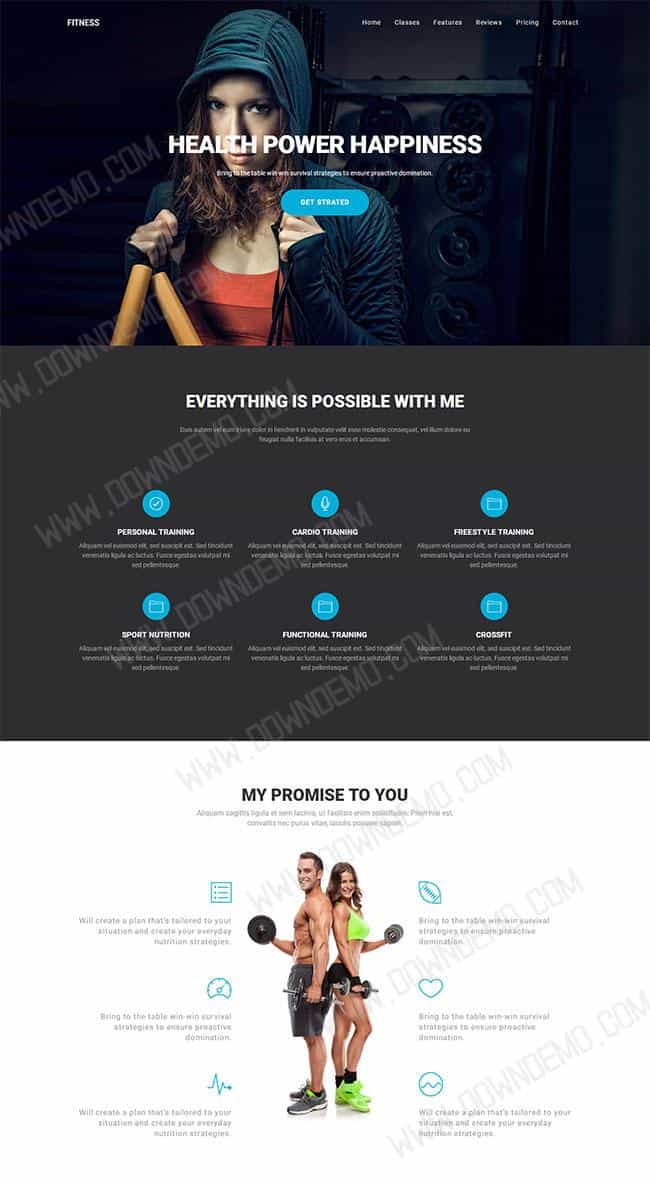 FITNESS
Home Classes Features Reviews Pricing Contact
HEALTH POWER HAPPINESS
Bring to the table win-win survival strategies to ensure proactive domination.
GET STRATED
EVERYTHING IS POSSIBLE WITH ME
Duis autem vel eum iriure dolor in hendrerit in vulputate velit esse molestie consequat, vel illum dolore eu
feugiat nulla facilisis at vero eros et accumsan.
PERSONAL TRAINING
Aliquam vel euismod elit, sed suscipit est. Sed tincidunt
venenatis ligula ac luctus. Fusce egestas volutpat mi
sed pellentesque.
CARDIO TRAINING
Aliquam vel euismod elit, sed suscipit est. Sed tincidunt
venenatis ligula ac luctus. Fusce egestas volutpat mi
sed pellentesque.
FREESTYLE TRAINING
Aliquam vel euismod elit, sed suscipit est. Sed tincidunt
venenatis ligula ac luctus. Fusce egestas volutpat mi
sed pellentesque.
SPORT NUTRITION
Aliquam vel euismod elit, sed suscipit est. Sed tincidunt
venenatis ligula ac luctus. Fusce egestas volutpat mi
sed pellentesque.
FUNCTIONAL TRAINING
Aliquam vel euismod elit, sed suscipit est. Sed tincidunt
venenatis ligula ac luctus. Fusce egestas volutpat mi
sed pellentesque.
CROSSFIT
Aliquam vel euismod elit, sed suscipit est. Sed tincidunt
venenatis ligula ac luctus. Fusce egestas volutpat mi
sed pellentesque.
MY PROMISE TO YOU
Aliquam sagittis ligula et sem lacinia, ut facilisis enim sollicitudin. Proin nisi est,
convallis nec purus vitae, iaculis posuere sapien.
Will create a plan that's tailored to your
situation and create your everyday
nutrition strategies.
Bring to the table win-win survival
strategies to ensure proactive
domination.
Bring to the table win-win survival
strategies to ensure proactive
domination.
Bring to the table win-win survival
strategies to ensure proactive
domination.
Will create a plan that's tailored to your
situation and create your everyday
nutrition strategies.
Will create a plan that's tailored to your
situation and create your everyday
nutrition strategies.
WWW.DOWNDEMO.COM